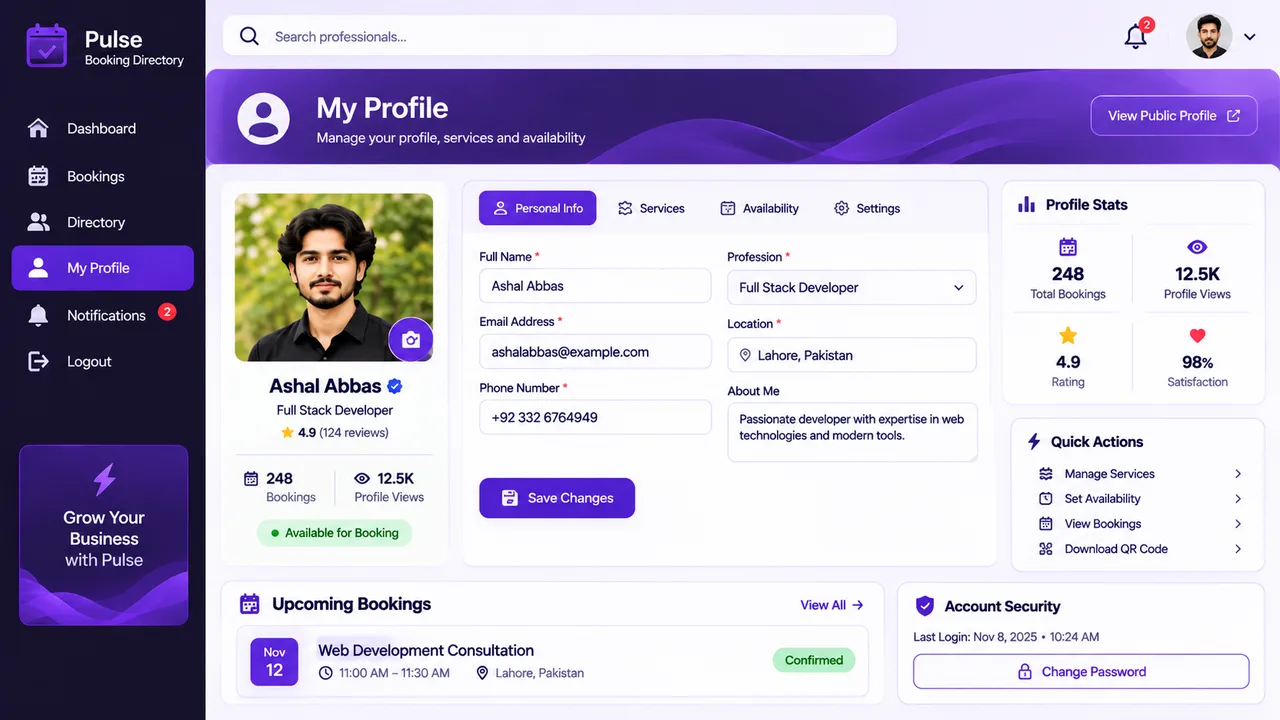 Pulse
Booking Directory
Dashboard
Bookings
Directory
My Profile
Notifications 2
Logout
Grow Your
Business
with Pulse
Search professionals...
2
My Profile
Manage your profile, services and availability
View Public Profile
Ashal Abbas
Full Stack Developer
4.9 (124 reviews)
248
Bookings
12.5K
Profile Views
Available for Booking
Personal Info
Services
Availability
Settings
Full Name *
Ashal Abbas
Email Address *
ashalabbas@example.com
Phone Number *
+92 332 6764949
Profession *
Full Stack Developer
Location *
Lahore, Pakistan
About Me
Passionate developer with expertise in web
technologies and modern tools.
Save Changes
Profile Stats
248
Total Bookings
12.5K
Profile Views
4.9
Rating
98%
Satisfaction
Quick Actions
Manage Services
Set Availability
View Bookings
Download QR Code
Upcoming Bookings
View All →
Nov
12
Web Development Consultation
11:00 AM – 11:30 AM
Lahore, Pakistan
Confirmed
Account Security
Last Login: Nov 8, 2025 • 10:24 AM
Change Password